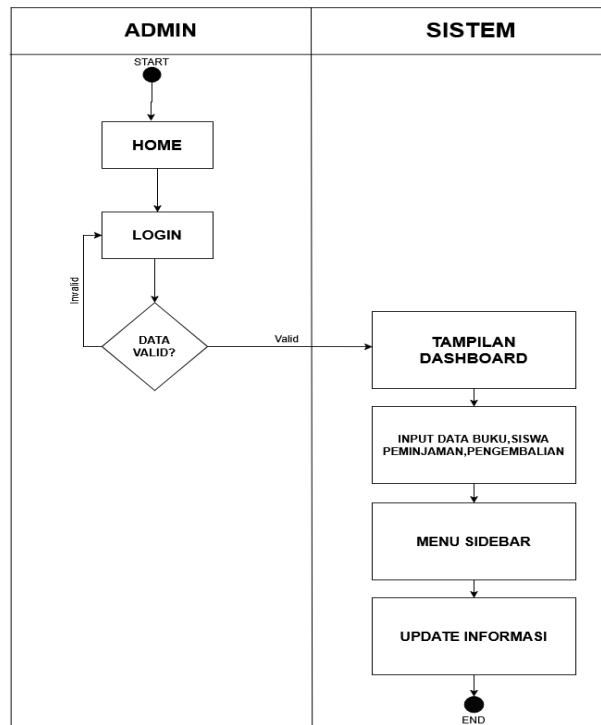 ADMIN
SISTEM
START
HOME
LOGIN
Invalid
DATA
VALID?
Valid
TAMPILAN
DASHBOARD
INPUT DATA BUKU,SISWA
PEMINJAMAN,PENGEMBALIAN
MENU SIDEBAR
UPDATE INFORMASI
END